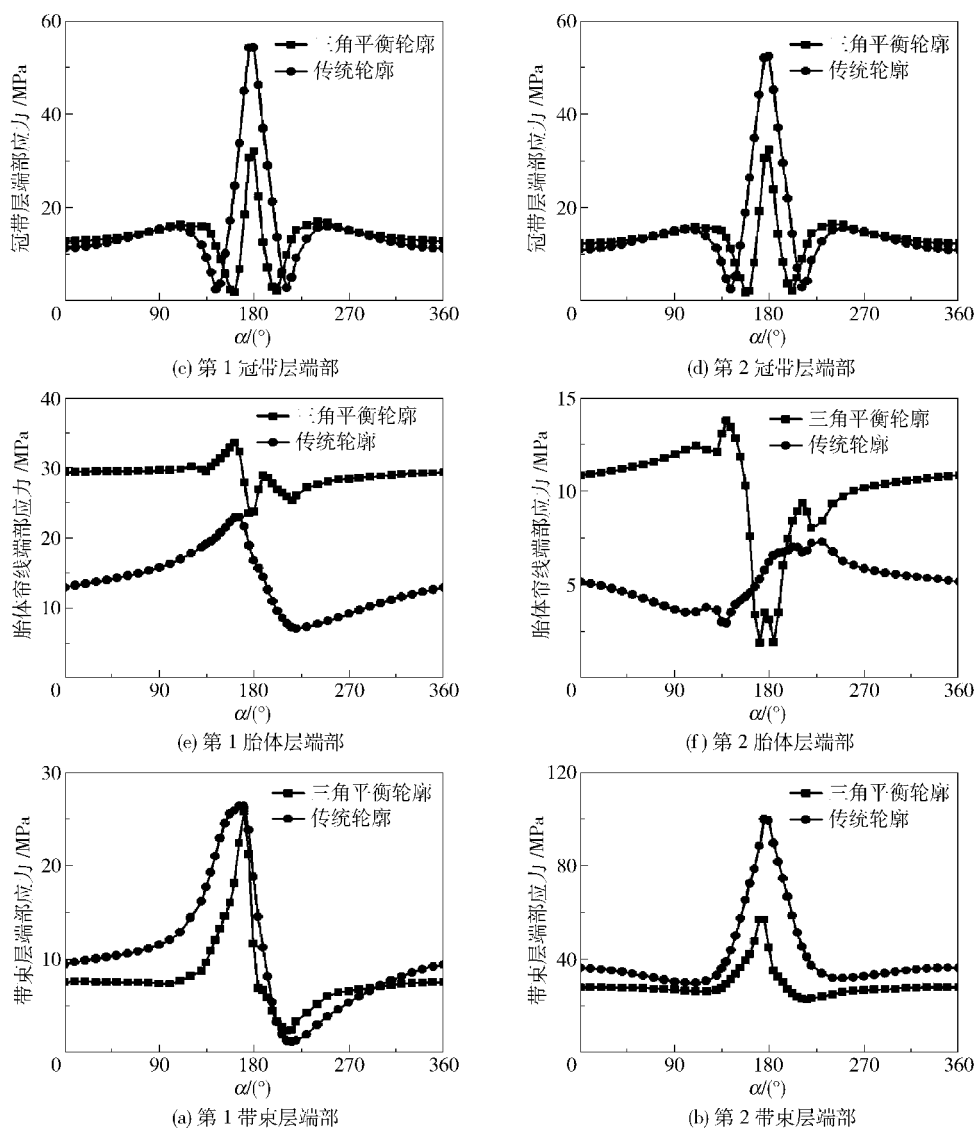 60
40
20
0
90
180
270
360
冠带层端部应力/MPa
三角平衡轮廓
传统轮廓
α/(°)
(c) 第1冠带层端部
60
40
20
0
90
180
270
360
冠带层端部应力/MPa
三角平衡轮廓
传统轮廓
α/(°)
(d) 第2冠带层端部
40
30
20
10
0
90
180
270
360
胎体帘线端部应力/MPa
三角平衡轮廓
传统轮廓
α/(°)
(e) 第1胎体层端部
15
10
5
0
90
180
270
360
胎体帘线端部应力/MPa
三角平衡轮廓
传统轮廓
α/(°)
(f) 第2胎体层端部
30
20
10
0
90
180
270
360
带束层端部应力/MPa
三角平衡轮廓
传统轮廓
α/(°)
(a) 第1带束层端部
120
80
40
0
90
180
270
360
带束层端部应力/MPa
三角平衡轮廓
传统轮廓
α/(°)
(b) 第2带束层端部